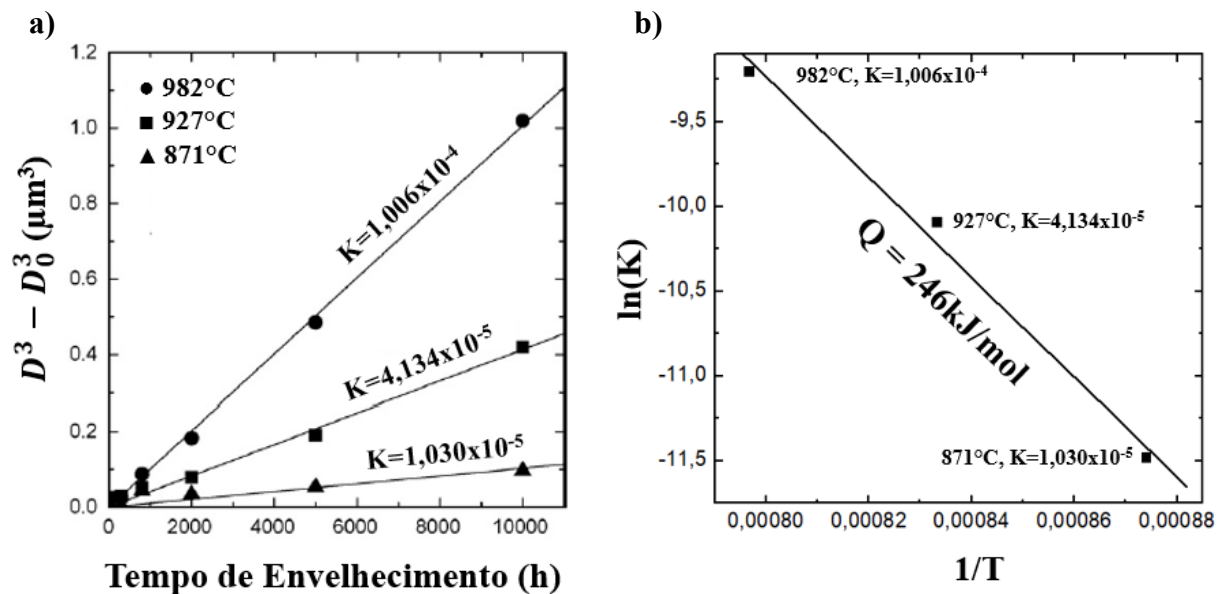 a)
D³ − D₀³ (µm³)
1.2
1.0
0.8
0.6
0.4
0.2
0.0
982°C
927°C
871°C
K=1,006x10⁻⁴
K=4,134x10⁻⁵
K=1,030x10⁻⁵
0 2000 4000 6000 8000 10000
Tempo de Envelhecimento (h)
b)
ln(K)
-9,5
-10,0
-10,5
-11,0
-11,5
982°C, K=1,006x10⁻⁴
927°C, K=4,134x10⁻⁵
Q = 246kJ/mol
871°C, K=1,030x10⁻⁵
0,00080 0,00082 0,00084 0,00086 0,00088
1/T